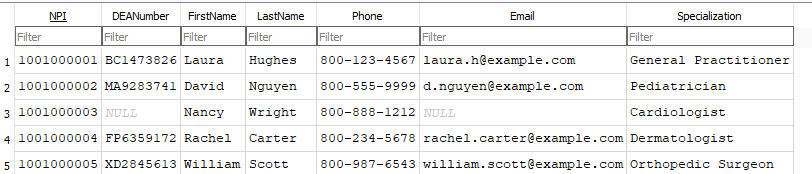 NPI DEANumber FirstName LastName Phone Email Specialization
Filter Filter Filter Filter Filter Filter Filter
1 1001000001 BC1473826 Laura Hughes 800-123-4567 laura.h@example.com General Practitioner
2 1001000002 MA9283741 David Nguyen 800-555-9999 d.nguyen@example.com Pediatrician
3 1001000003 NULL Nancy Wright 800-888-1212 NULL Cardiologist
4 1001000004 FP6359172 Rachel Carter 800-234-5678 rachel.carter@example.com Dermatologist
5 1001000005 XD2845613 William Scott 800-987-6543 william.scott@example.com Orthopedic Surgeon